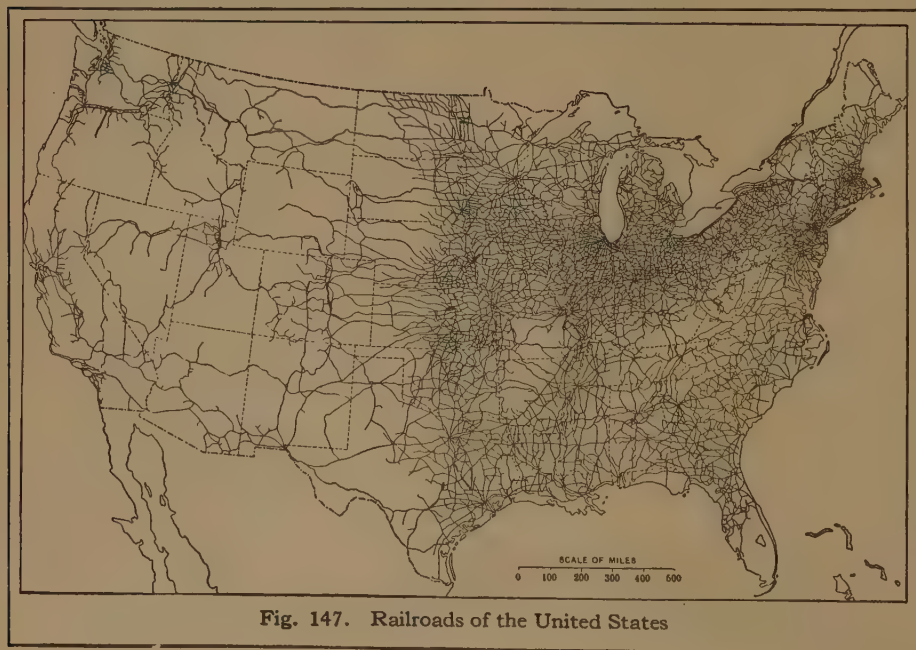 SCALE OF MILES
0 100 200 300 400 500
Fig. 147. Railroads of the United States